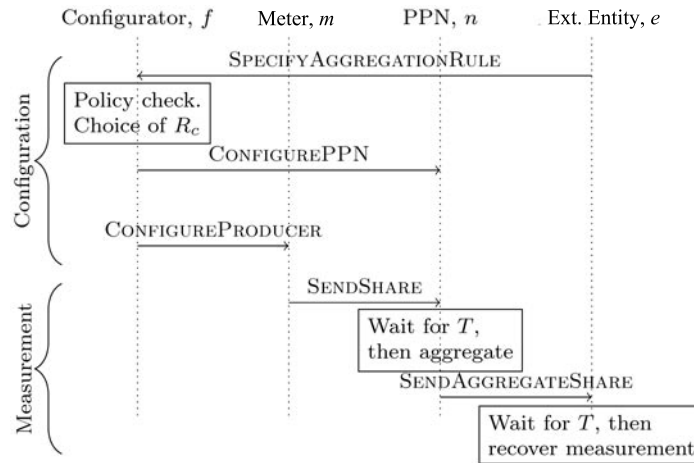 Configurator, f Meter, m PPN, n Ext. Entity, e
SPECIFYAGGREGATIONRULE
Policy check.
Choice of R_c
CONFIGUREPPN
CONFIGUREPRODUCER
Configuration
SENDSHARE
Wait for T,
then aggregate
SENDAGGREGATESHARE
Wait for T, then
recover measurement
Measurement